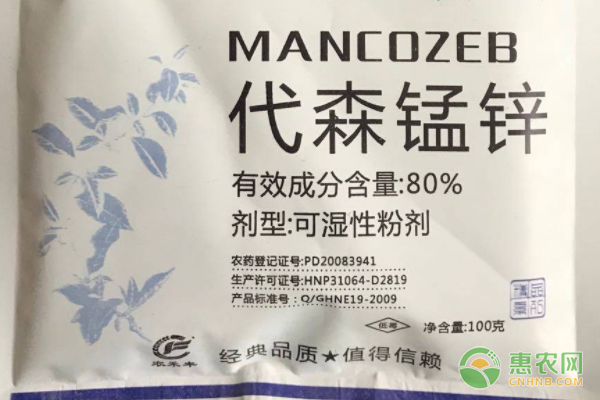 MANCOZEB
代森锰锌
有效成分含量:80%
剂型:可湿性粉剂
农药登记证号:PD20083941
生产许可证号:HNP31064-D2819
产品标准号:Q/GHNE19-2009
低毒
净含量:100克
经典品质★值得信赖
惠农网
CNHNB.COM